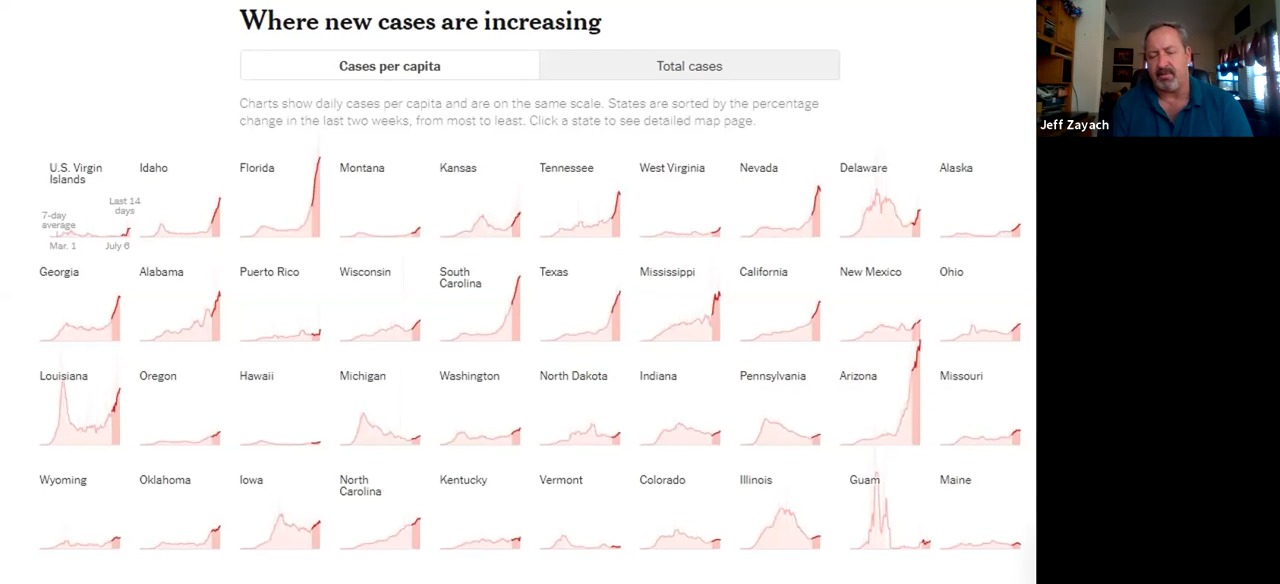 Where new cases are increasing
Cases per capita
Total cases
Charts show daily cases per capita and are on the same scale. States are sorted by the percentage
change in the last two weeks, from most to least. Click a state to see detailed map page.
Jeff Zayach
U.S. Virgin
Islands
Last 14
days
7-day
average
Mar. 1
July 6
Idaho
Florida
Montana
Kansas
Tennessee
West Virginia
Nevada
Delaware
Alaska
Georgia
Alabama
Puerto Rico
Wisconsin
South
Carolina
Texas
Mississippi
California
New Mexico
Ohio
Louisiana
Oregon
Hawaii
Michigan
Washington
North Dakota
Indiana
Pennsylvania
Arizona
Missouri
Wyoming
Oklahoma
Iowa
North
Carolina
Kentucky
Vermont
Colorado
Illinois
Guam
Maine